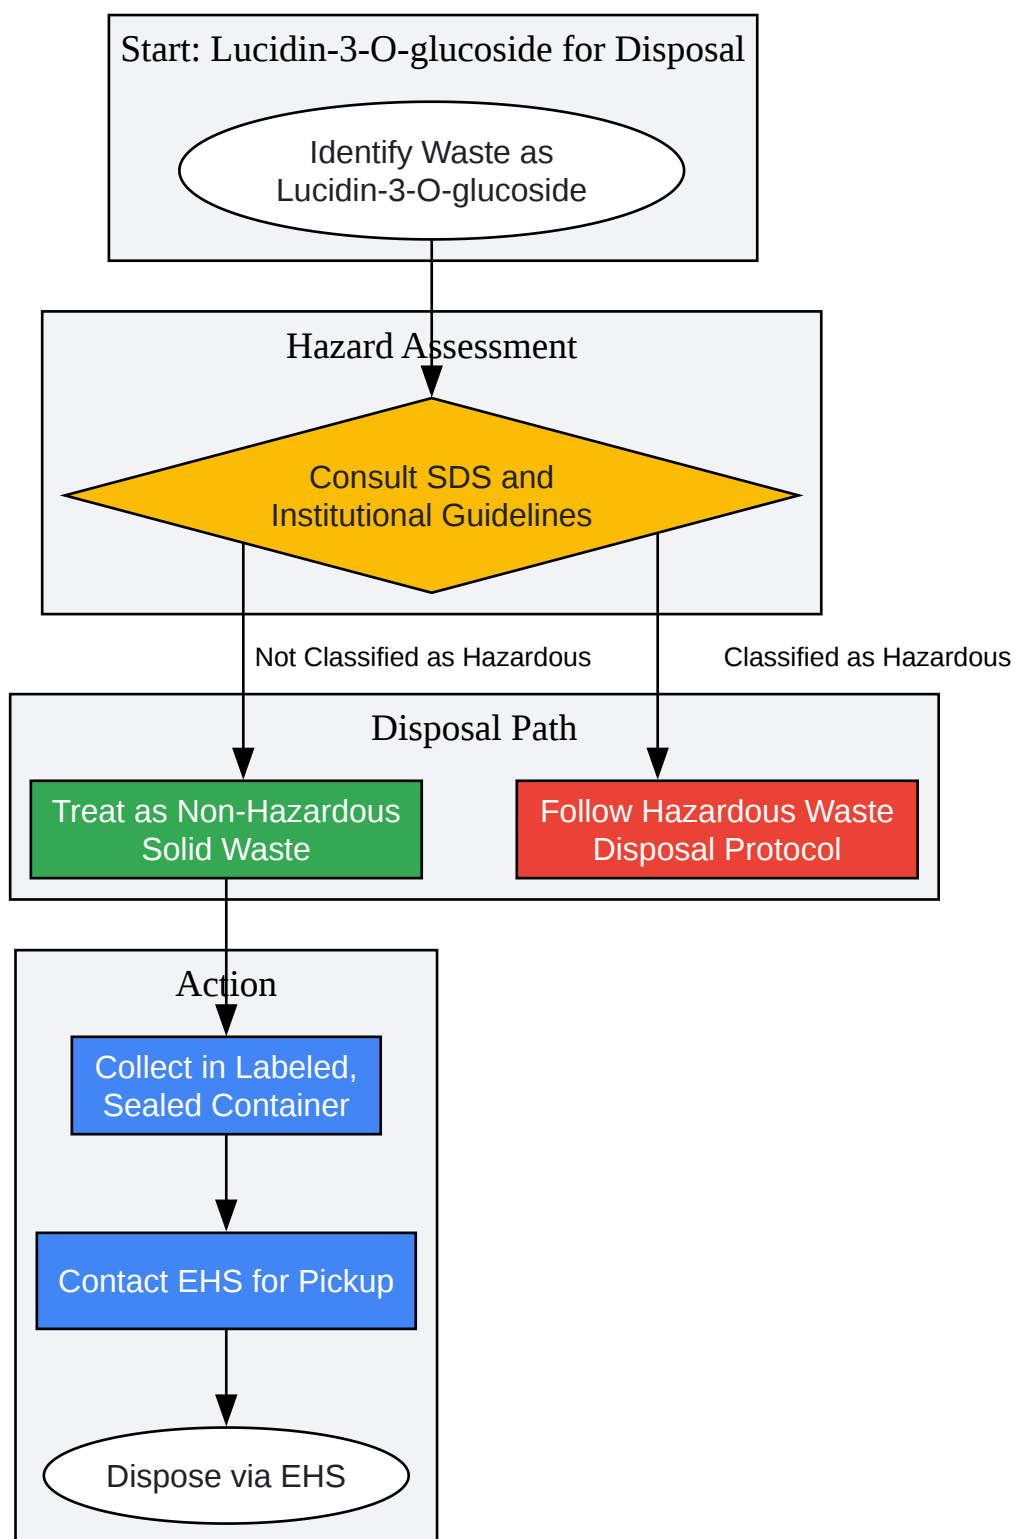 Start: Lucidin-3-O-glucoside for Disposal
Identify Waste as
Lucidin-3-O-glucoside
Hazard Assessment
Consult SDS and
Institutional Guidelines
Not Classified as Hazardous
Classified as Hazardous
Disposal Path
Treat as Non-Hazardous
Solid Waste
Follow Hazardous Waste
Disposal Protocol
Action
Collect in Labeled,
Sealed Container
Contact EHS for Pickup
Dispose via EHS